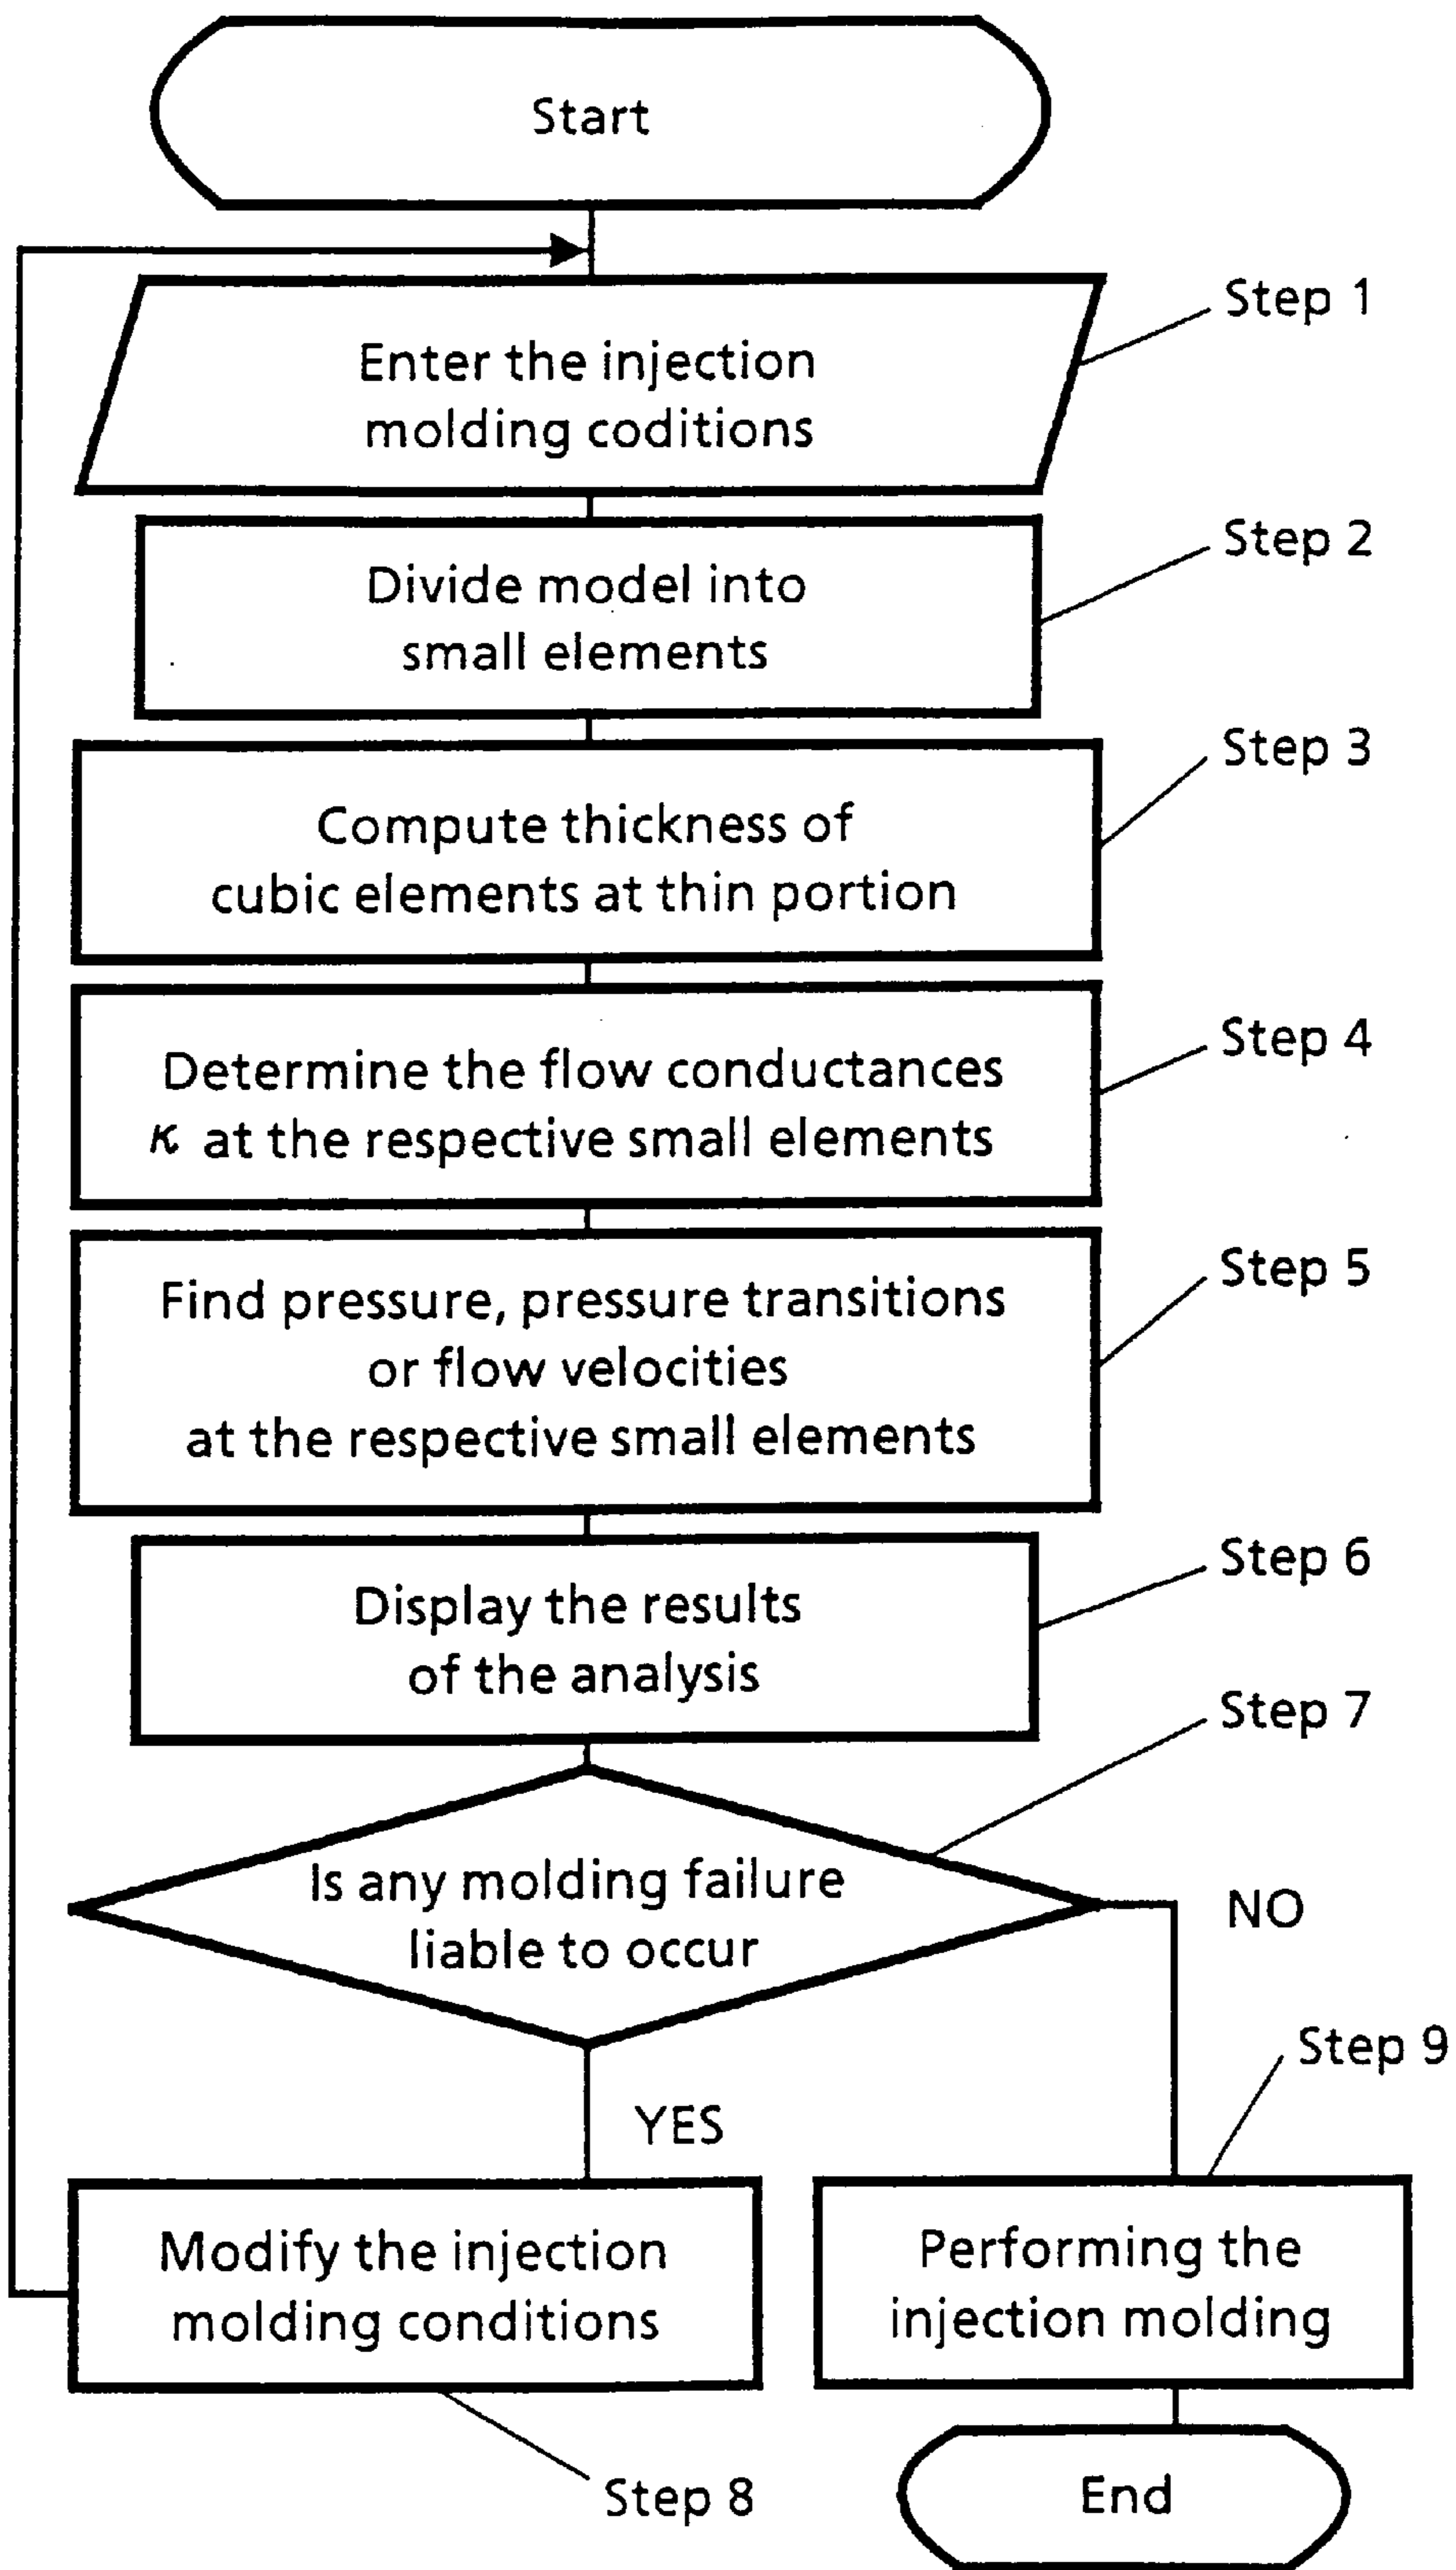 Start
Step 1
Enter the injection
molding coditions
Step 2
Divide model into
small elements
Step 3
Compute thickness of
cubic elements at thin portion
Step 4
Determine the flow conductances
κ at the respective small elements
Step 5
Find pressure, pressure transitions
or flow velocities
at the respective small elements
Step 6
Display the results
of the analysis
Step 7
Is any molding failure
liable to occur
NO
YES
Step 9
Modify the injection
molding conditions
Performing the
injection molding
Step 8
End